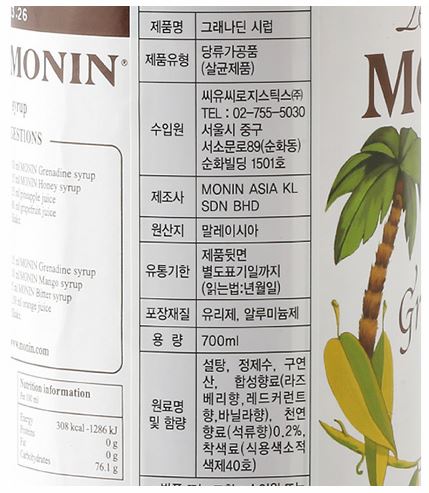 .26
MONIN®
syrup
GESTIONS
ml MONIN Grenadine syrup
ml MONIN Honey syrup
ml pineapple juice
ml grapefruit juice
ml MONIN Grenadine syrup
ml MONIN Mango syrup
ml MONIN Bitter syrup
ml orange juice
www.monin.com
Nutrition information
Per 100 ml
Energy 308 kcal -1286 kJ
Proteins 0 g
Fat 0 g
Carbohydrates 76.1 g
제품명 그래나딘 시럽
제품유형 당류가공품
(살균제품)
수입원 씨유씨로지스틱스㈜
TEL : 02-755-5030
서울시 중구
서소문로89(순화동)
순화빌딩 1501호
제조사 MONIN ASIA KL
SDN BHD
원산지 말레이시아
유통기한 제품뒷면
별도표기일까지
(읽는법:년월일)
포장재질 유리제, 알루미늄제
용 량 700ml
원료명
및 함량
설탕, 정제수, 구연
산, 합성향료(라즈
베리향,레드커런트
향,바닐라향), 천연
향료(석류향)0.2%,
착색료(식용색소적
색제40호)
Le
MO
Gr